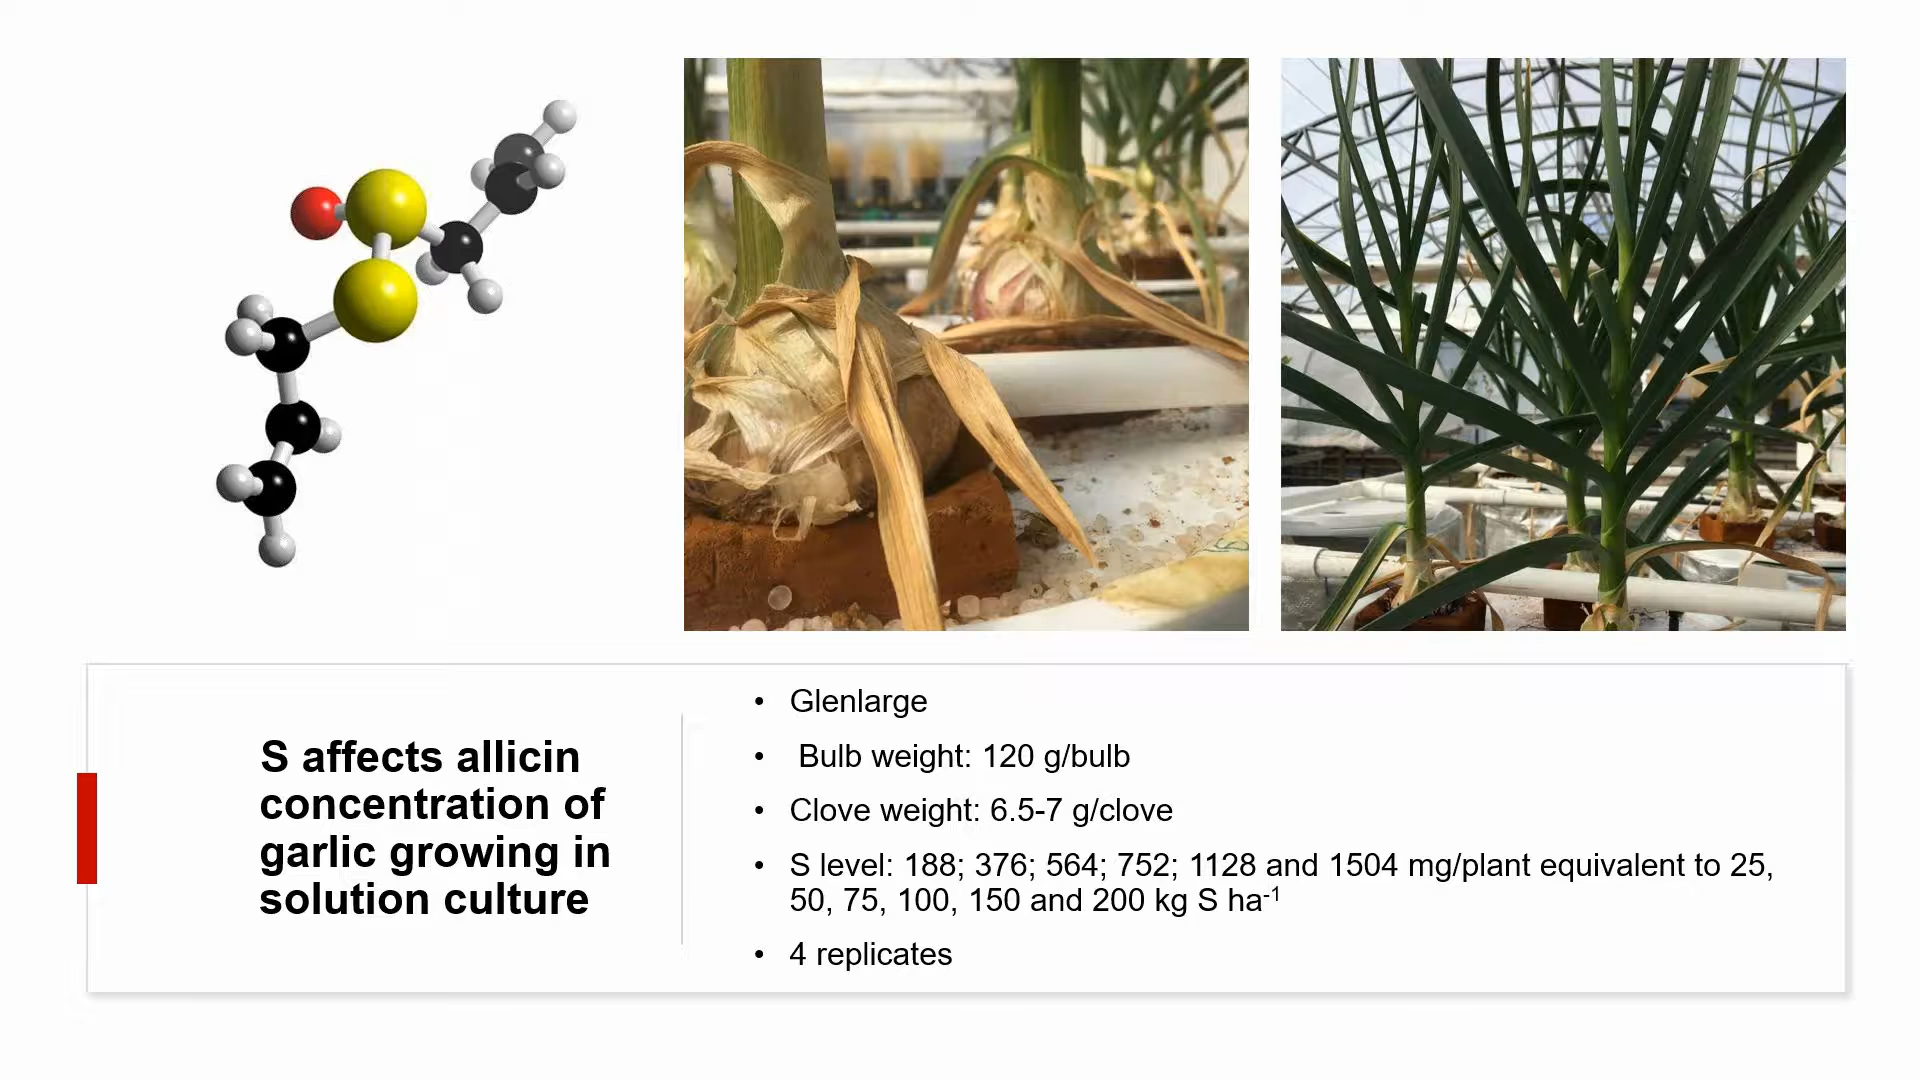 S affects allicin
concentration of
garlic growing in
solution culture
• Glenlarge
• Bulb weight: 120 g/bulb
• Clove weight: 6.5-7 g/clove
• S level: 188; 376; 564; 752; 1128 and 1504 mg/plant equivalent to 25,
50, 75, 100, 150 and 200 kg S ha⁻¹
• 4 replicates